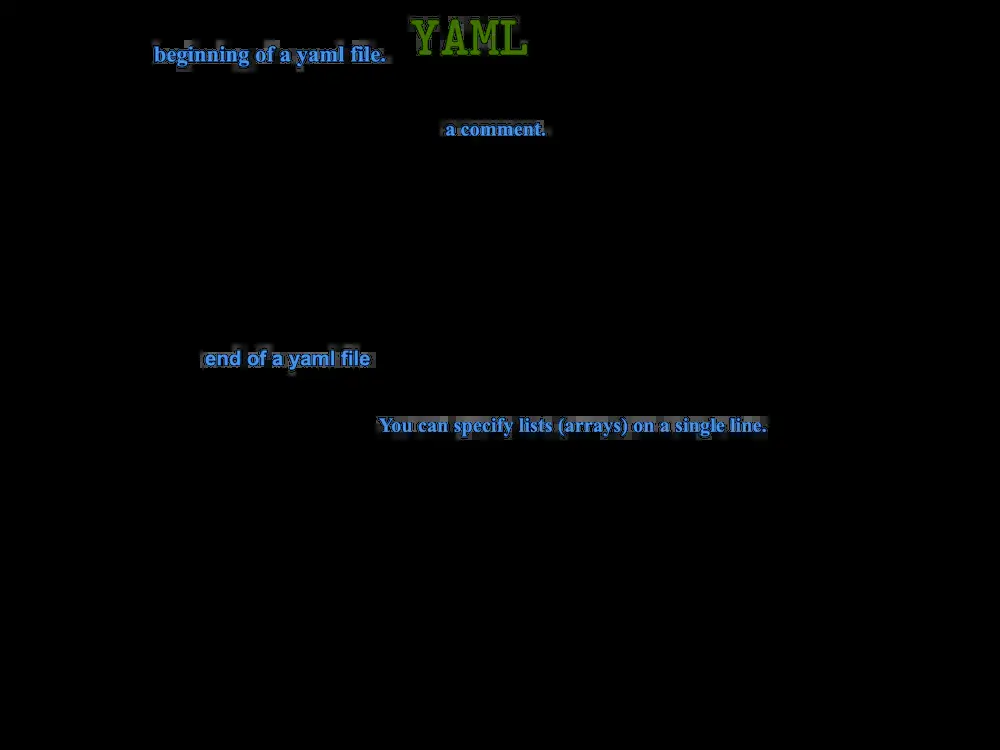 YAML
beginning of a yaml file.
a comment.
end of a yaml file
You can specify lists (arrays) on a single line.